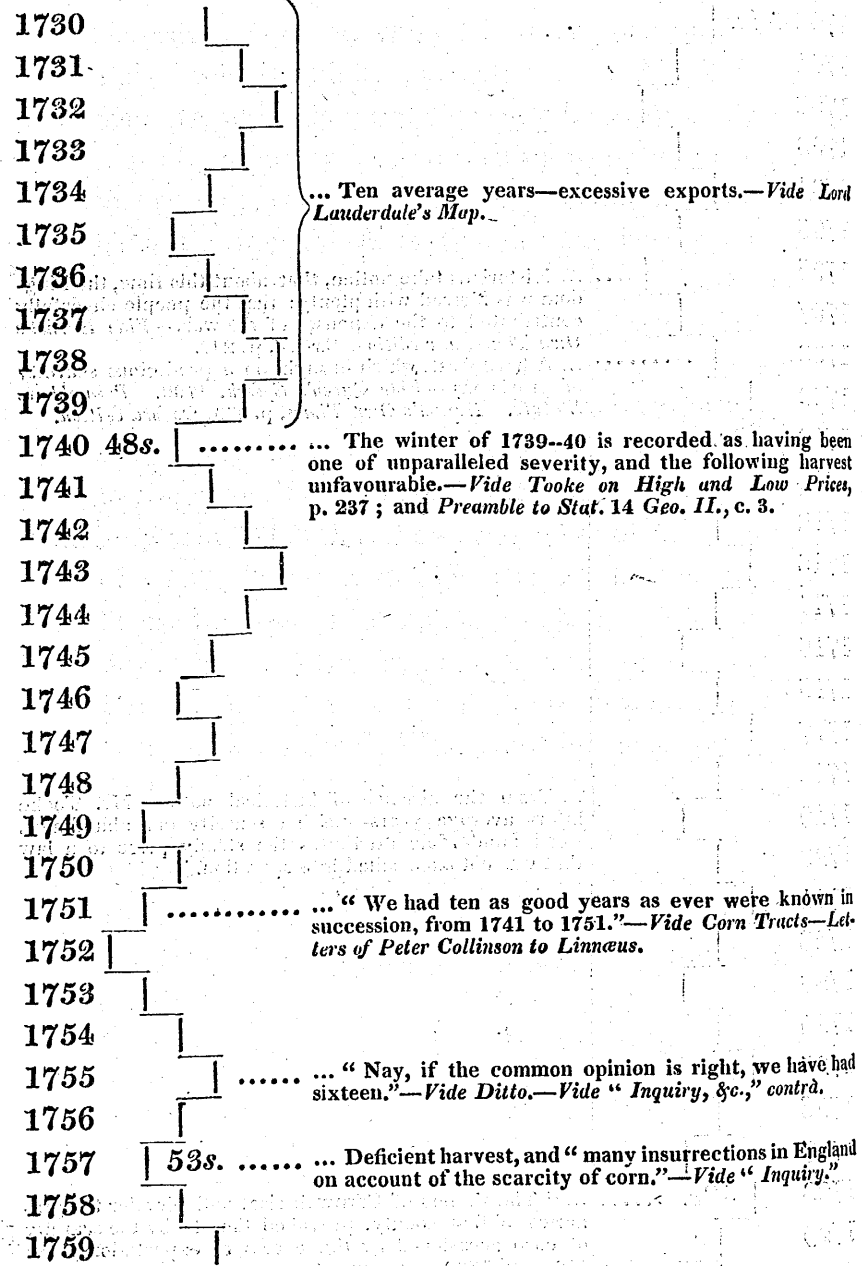 1730
1731
1732
1733
1734 ... Ten average years—excessive exports.—Vide Lord
Lauderdale's Map.
1735
1736
1737
1738
1739
1740 48s. .......... ... The winter of 1739--40 is recorded as having been
one of unparalleled severity, and the following harvest
1741 unfavourable.—Vide Tooke on High and Low Prices,
p. 237 ; and Preamble to Stat. 14 Geo. II., c. 3.
1742
1743
1744
1745
1746
1747
1748
1749
1750
1751 ............ ... “ We had ten as good years as ever were known in
succession, from 1741 to 1751.”—Vide Corn Tracts—Let-
1752 ters of Peter Collinson to Linnæus.
1753
1754
1755 ...... ... “ Nay, if the common opinion is right, we have had
sixteen.”—Vide Ditto.—Vide “ Inquiry, &c.,” contrà.
1756
1757 53s. ...... ... Deficient harvest, and “ many insurrections in England
on account of the scarcity of corn.”—Vide “ Inquiry.”
1758
1759